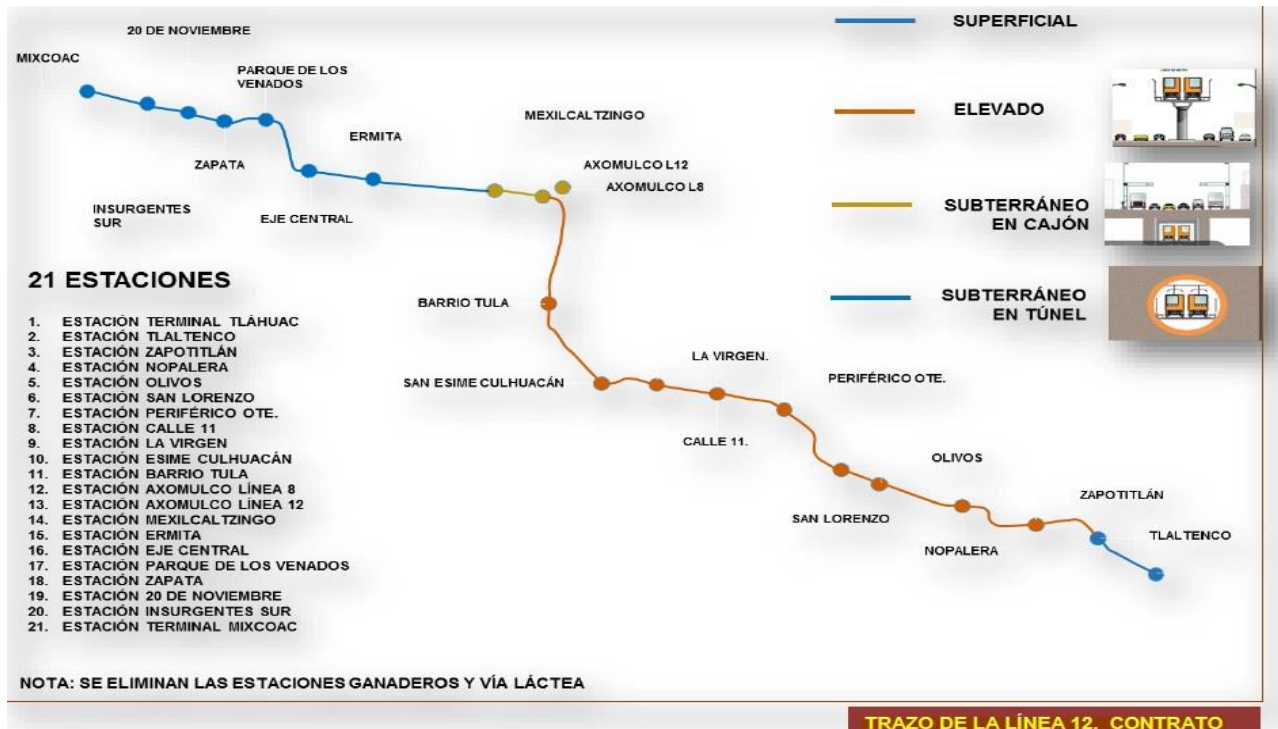 20 DE NOVIEMBRE
MIXCOAC
PARQUE DE LOS
VENADOS
ZAPATA
INSURGENTES
SUR
EJE CENTRAL
ERMITA
MEXILCALTZINGO
AXOMULCO L12
AXOMULCO L8
BARRIO TULA
SAN ESIME CULHUACÁN
LA VIRGEN.
CALLE 11.
PERIFÉRICO OTE.
SAN LORENZO
OLIVOS
NOPALERA
ZAPOTITLÁN
TLALTENCO
SUPERFICIAL
ELEVADO
SUBTERRÁNEO
EN CAJÓN
SUBTERRÁNEO
EN TÚNEL
21 ESTACIONES
1. ESTACIÓN TERMINAL TLÁHUAC
2. ESTACIÓN TLALTENCO
3. ESTACIÓN ZAPOTITLÁN
4. ESTACIÓN NOPALERA
5. ESTACIÓN OLIVOS
6. ESTACIÓN SAN LORENZO
7. ESTACIÓN PERIFÉRICO OTE.
8. ESTACIÓN CALLE 11
9. ESTACIÓN LA VIRGEN
10. ESTACIÓN ESIME CULHUACÁN
11. ESTACIÓN BARRIO TULA
12. ESTACIÓN AXOMULCO LÍNEA 8
13. ESTACIÓN AXOMULCO LÍNEA 12
14. ESTACIÓN MEXILCALTZINGO
15. ESTACIÓN ERMITA
16. ESTACIÓN EJE CENTRAL
17. ESTACIÓN PARQUE DE LOS VENADOS
18. ESTACIÓN ZAPATA
19. ESTACIÓN 20 DE NOVIEMBRE
20. ESTACIÓN INSURGENTES SUR
21. ESTACIÓN TERMINAL MIXCOAC
NOTA: SE ELIMINAN LAS ESTACIONES GANADEROS Y VÍA LÁCTEA
TRAZO DE LA LÍNEA 12. CONTRATO